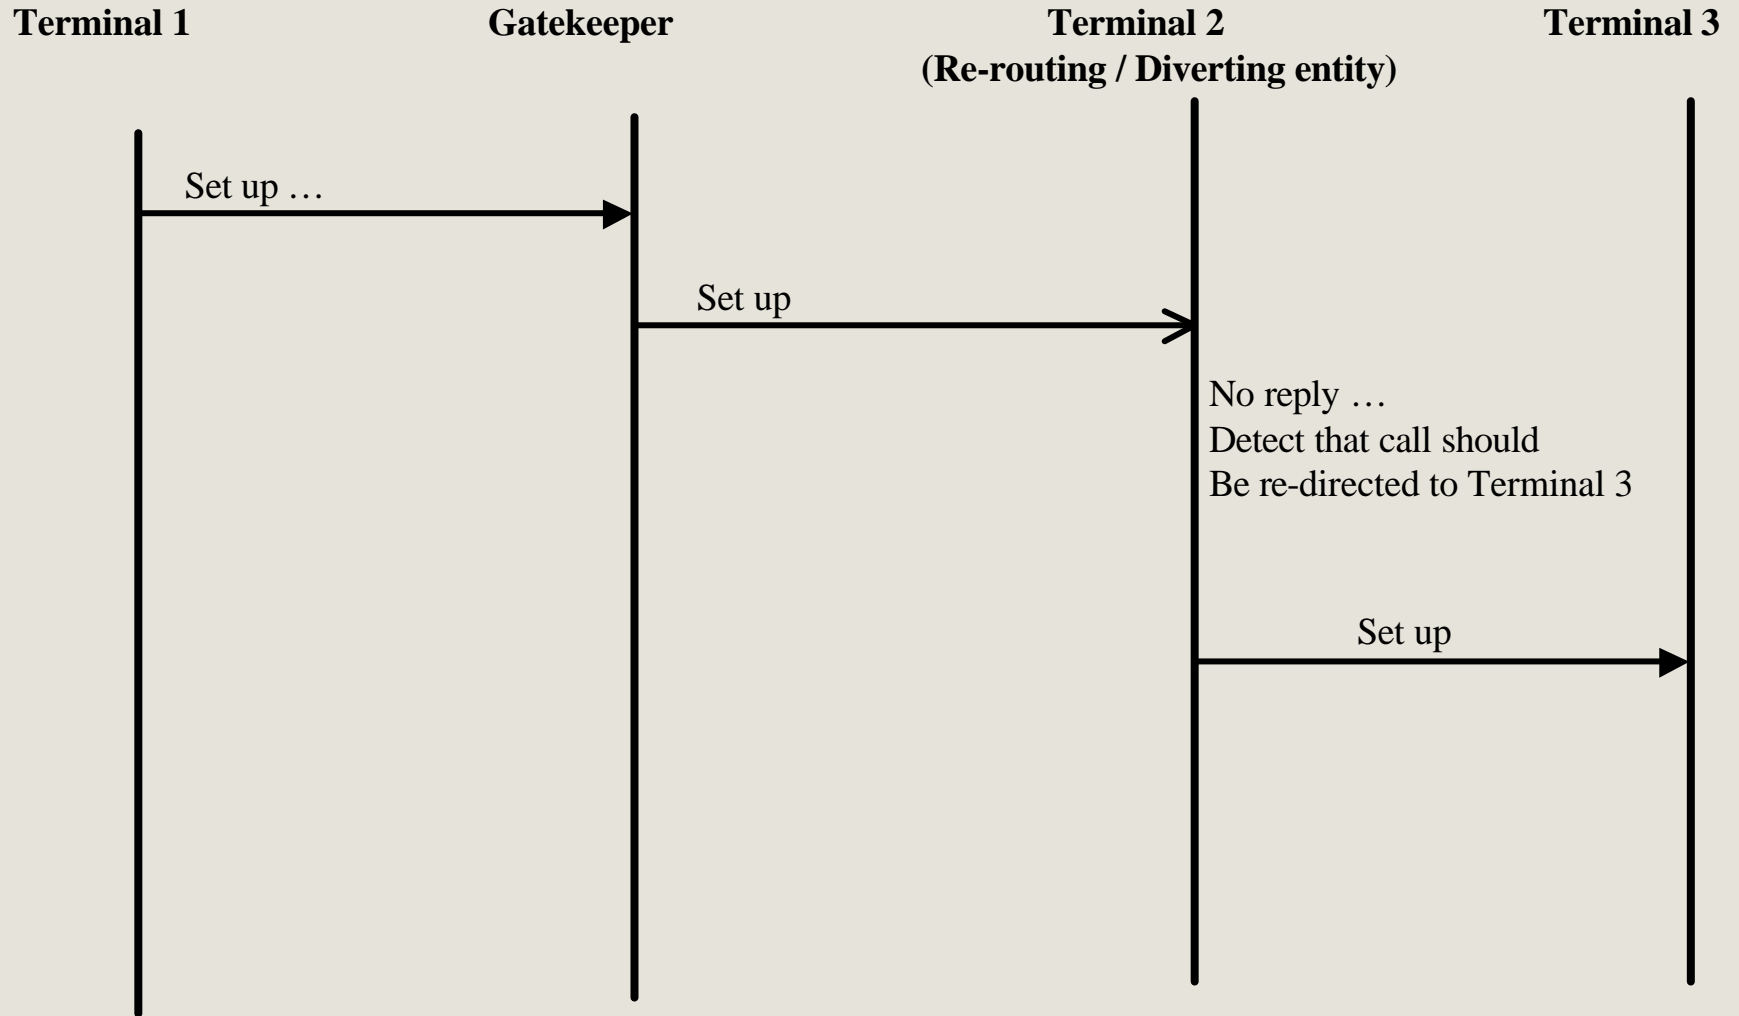 Terminal 1
Gatekeeper
Terminal 2
(Re-routing / Diverting entity)
Terminal 3
Set up …
Set up
No reply …
Detect that call should
Be re-directed to Terminal 3
Set up